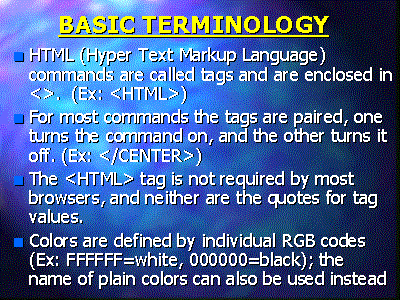 BASIC TERMINOLOGY
HTML (Hyper Text Markup Language)
commands are called tags and are enclosed in
<>.  (Ex: <HTML>)
For most commands the tags are paired, one
turns the command on, and the other turns it
off. (Ex: </CENTER>)
The <HTML> tag is not required by most
browsers, and neither are the quotes for tag
values.
Colors are defined by individual RGB codes
(Ex: FFFFFF=white, 000000=black); the
name of plain colors can also be used instead